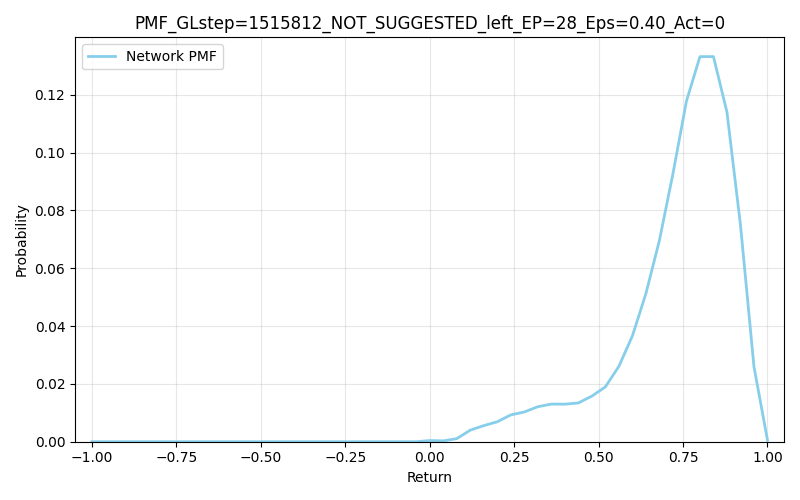 PMF_GLstep=1515812_NOT_SUGGESTED_left_EP=28_Eps=0.40_Act=0
Network PMF
Probability
0.12
0.10
0.08
0.06
0.04
0.02
0.00
−1.00 −0.75 −0.50 −0.25 0.00 0.25 0.50 0.75 1.00
Return